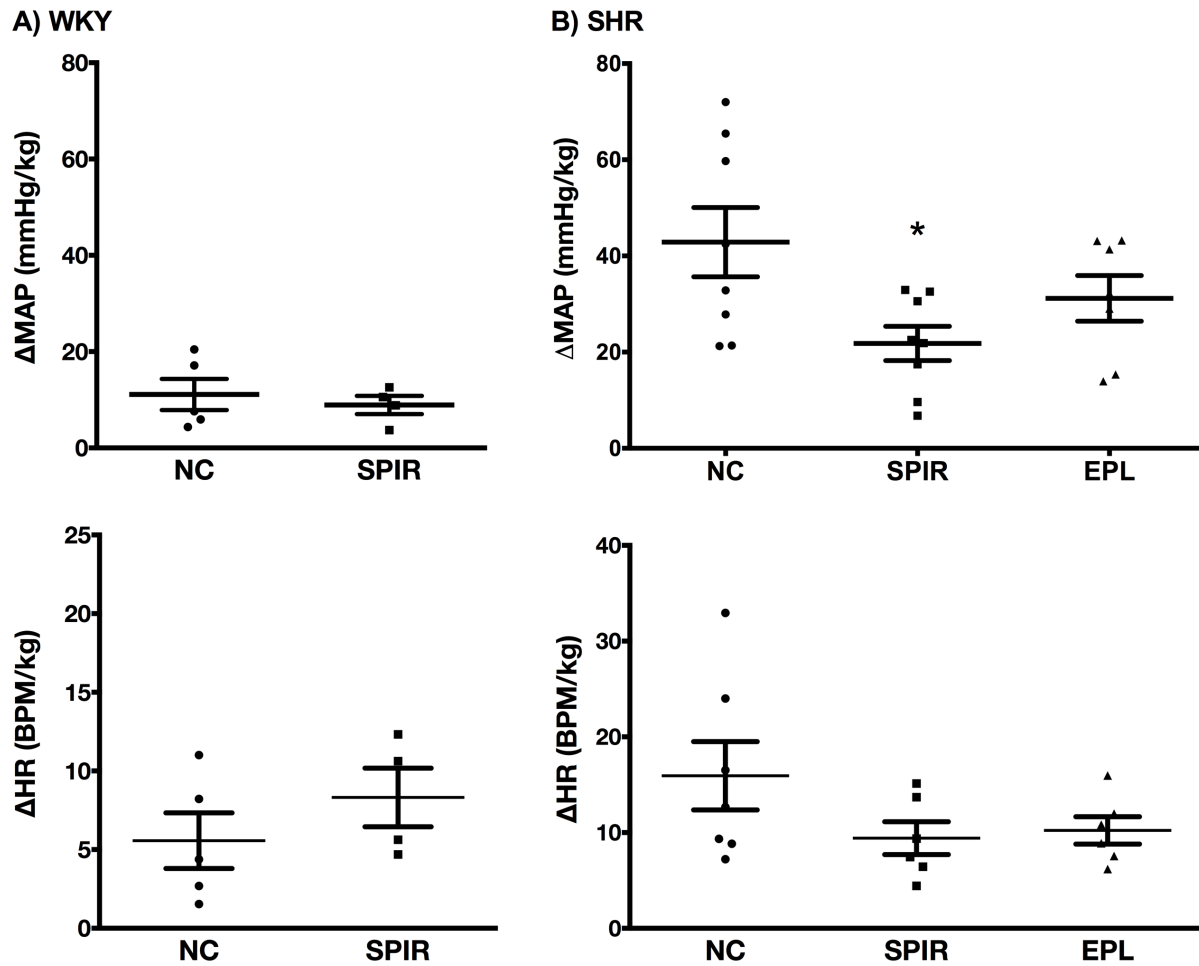 A) WKY
80
60
40
20
0
ΔMAP (mmHg/kg)
NC SPIR
B) SHR
80
60
40
20
0
ΔMAP (mmHg/kg)
*
NC SPIR EPL
25
20
15
10
5
0
ΔHR (BPM/kg)
NC SPIR
40
30
20
10
0
ΔHR (BPM/kg)
NC SPIR EPL